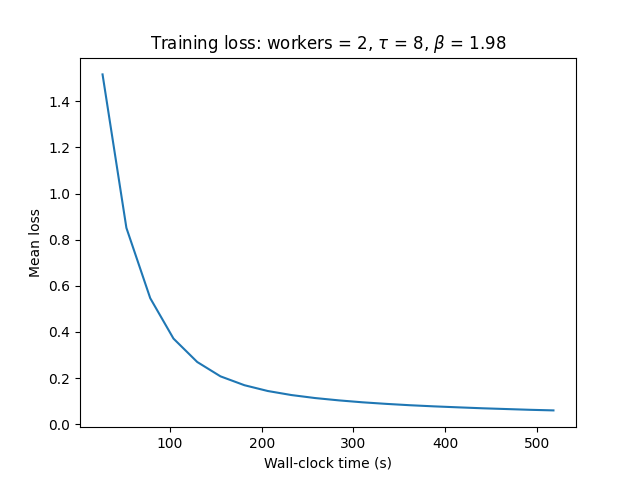 Training loss: workers = 2, τ = 8, β = 1.98
1.4
1.2
1.0
0.8
0.6
0.4
0.2
0.0
Mean loss
100 200 300 400 500
Wall-clock time (s)